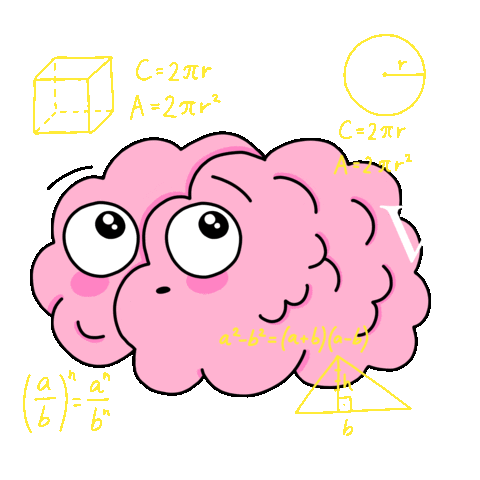 C=2πr
A=2πr²
r
C=2πr
A=2πr²
a²-b²=(a+b)(a-b)
(a/b)ⁿ=aⁿ/bⁿ
h
b